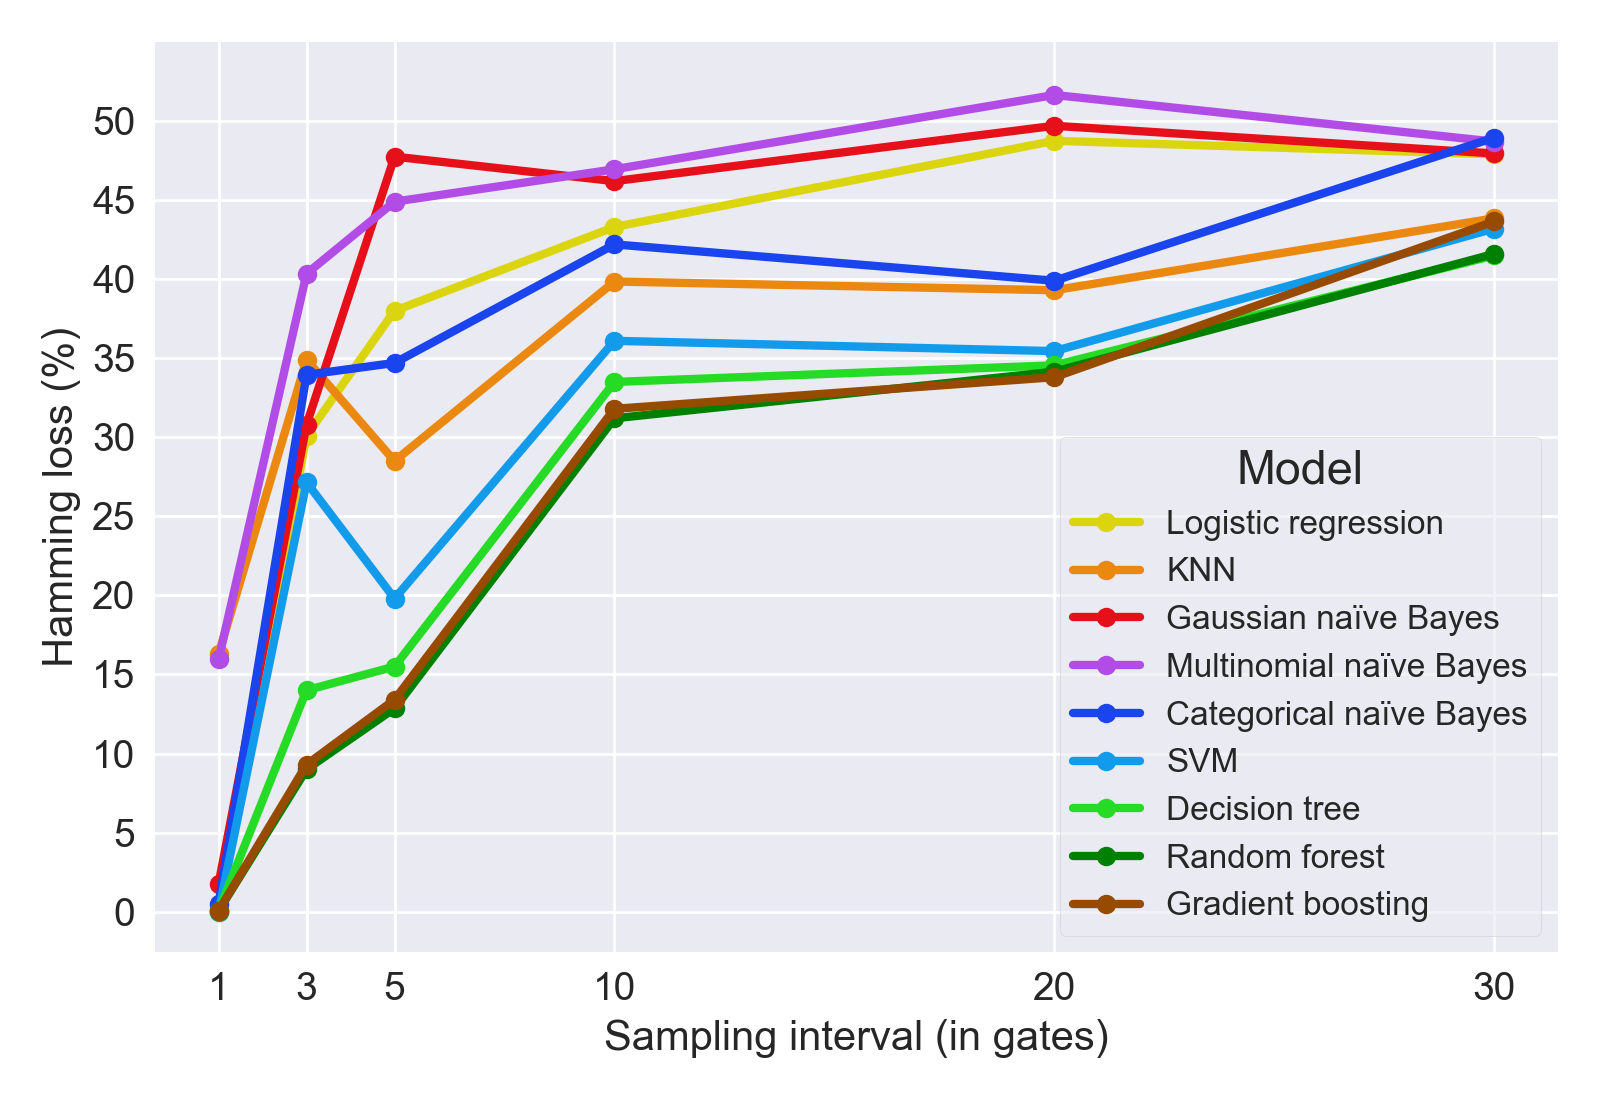 50
45
40
35
30
25
20
15
10
5
0
Hamming loss (%)
Model
Logistic regression
KNN
Gaussian naïve Bayes
Multinomial naïve Bayes
Categorical naïve Bayes
SVM
Decision tree
Random forest
Gradient boosting
1 3 5 10 20 30
Sampling interval (in gates)